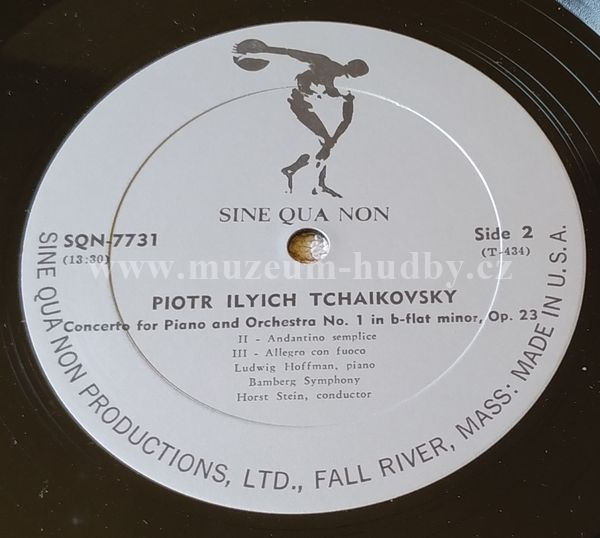 SINE QUA NON
SQN-7731
(13:30)
Side 2
(T-434)
www.muzeum-hudby.cz
PIOTR ILYICH TCHAIKOVSKY
Concerto for Piano and Orchestra No. 1 in b-flat minor, Op. 23
II - Andantino semplice
III - Allegro con fuoco
Ludwig Hoffman, piano
Bamberg Symphony
Horst Stein, conductor
SINE QUA NON PRODUCTIONS, LTD., FALL RIVER, MASS: MADE IN U.S.A.